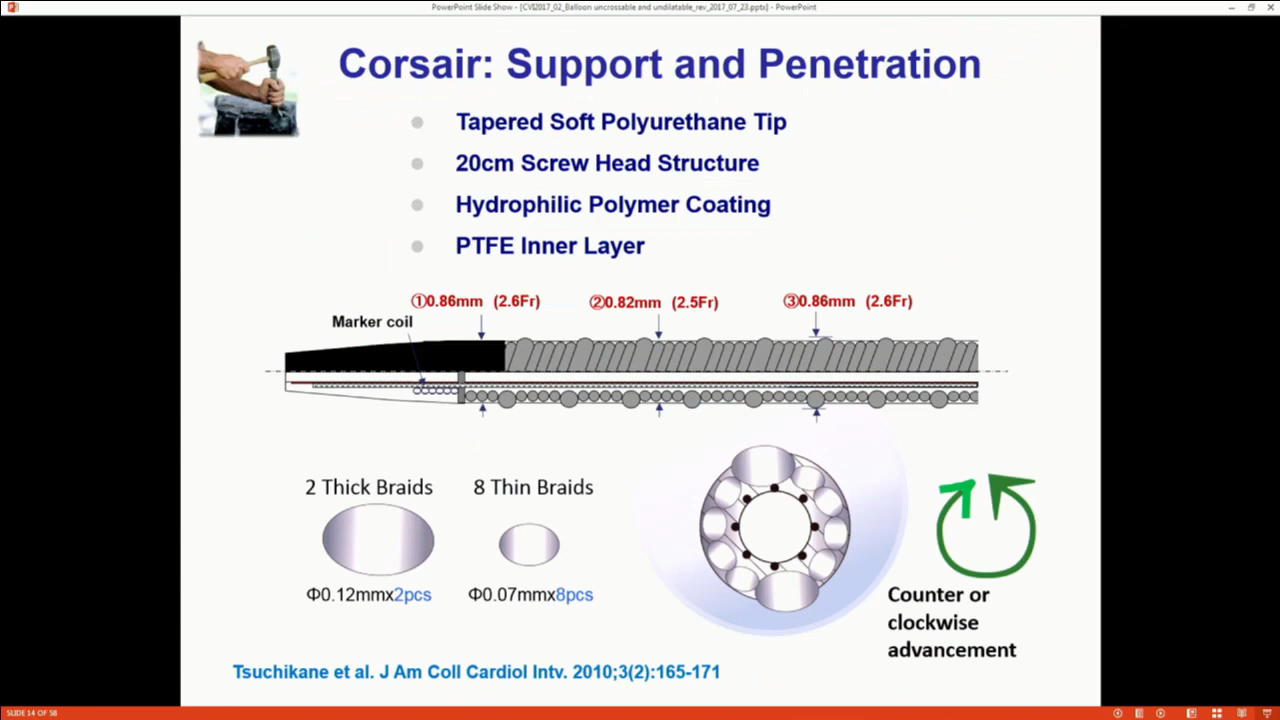 PowerPoint Slide Show - [CVI2017_02_Balloon uncrossable and undilatable_rev_2017_07_23.pptx] - PowerPoint
Corsair: Support and Penetration
Tapered Soft Polyurethane Tip
20cm Screw Head Structure
Hydrophilic Polymer Coating
PTFE Inner Layer
①0.86mm (2.6Fr) ②0.82mm (2.5Fr) ③0.86mm (2.6Fr)
Marker coil
2 Thick Braids 8 Thin Braids
Φ0.12mmx2pcs Φ0.07mmx8pcs
Counter or
clockwise
advancement
Tsuchikane et al. J Am Coll Cardiol Intv. 2010;3(2):165-171
SLIDE 14 OF 58